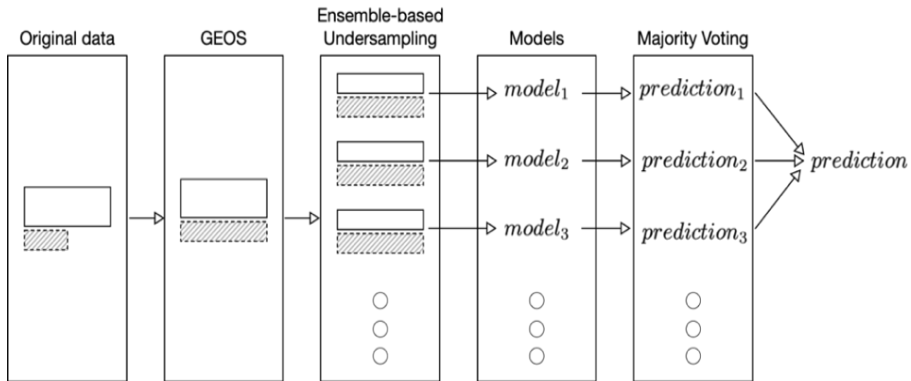 Original data
GEOS
Ensemble-based
Undersampling
Models
Majority Voting
model₁
prediction₁
model₂
prediction₂
prediction
model₃
prediction₃